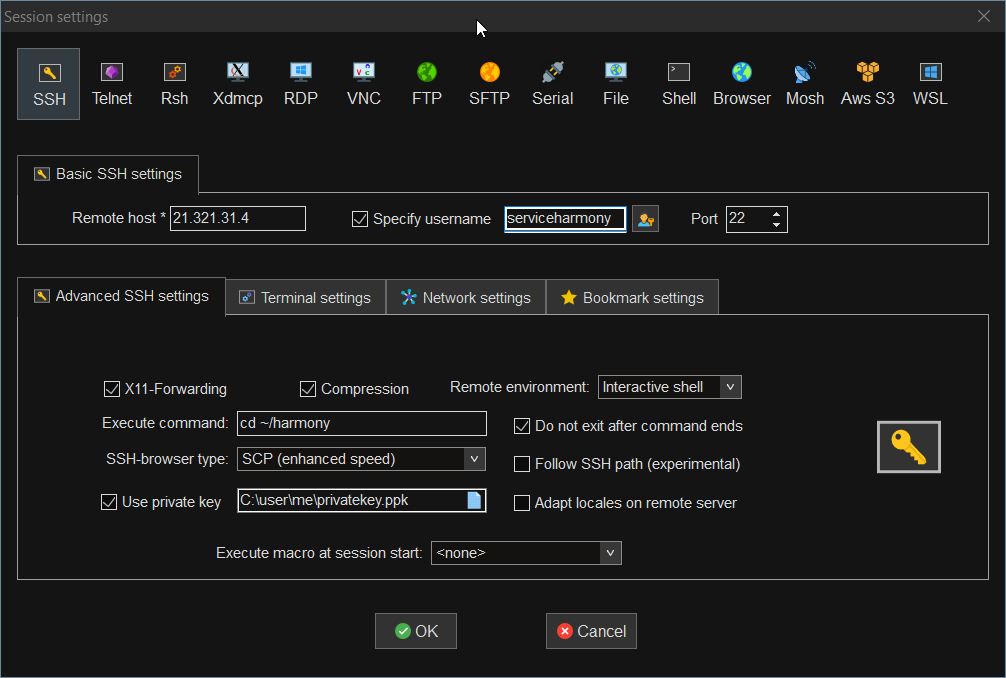 Session settings
SSH Telnet Rsh Xdmcp RDP VNC FTP SFTP Serial File Shell Browser Mosh Aws S3 WSL
Basic SSH settings
Remote host * 21.321.31.4 Specify username serviceharmony Port 22
Advanced SSH settings Terminal settings Network settings Bookmark settings
X11-Forwarding Compression Remote environment: Interactive shell
Execute command: cd ~/harmony Do not exit after command ends
SSH-browser type: SCP (enhanced speed) Follow SSH path (experimental)
Use private key C:\user\me\privatekey.ppk Adapt locales on remote server
Execute macro at session start: <none>
OK Cancel